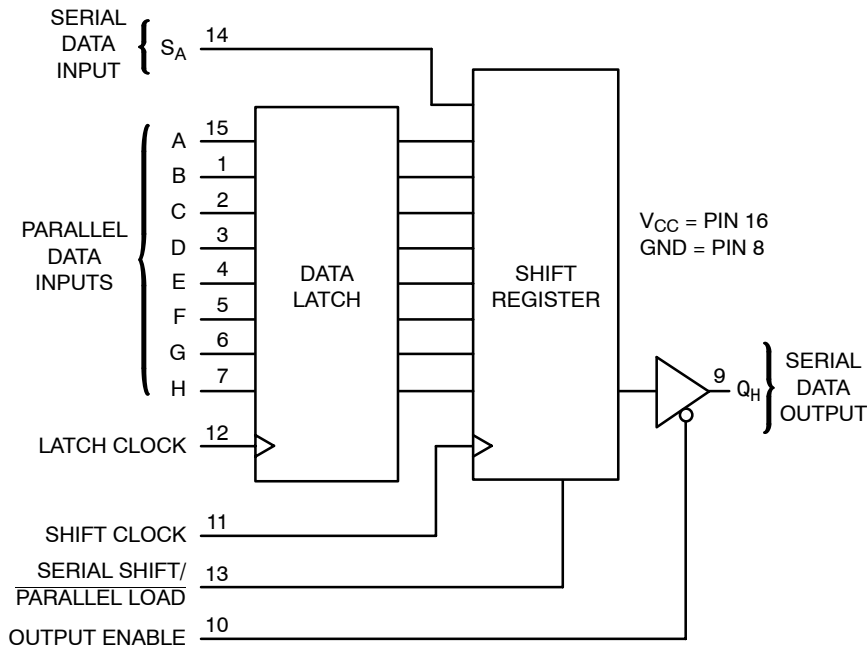 SERIAL
DATA
INPUT
SA
14
A
15
B
1
C
2
D
3
E
4
F
5
G
6
H
7
PARALLEL
DATA
INPUTS
DATA
LATCH
SHIFT
REGISTER
VCC = PIN 16
GND = PIN 8
9
QH
SERIAL
DATA
OUTPUT
LATCH CLOCK
12
SHIFT CLOCK
11
SERIAL SHIFT/
PARALLEL LOAD
13
OUTPUT ENABLE
10